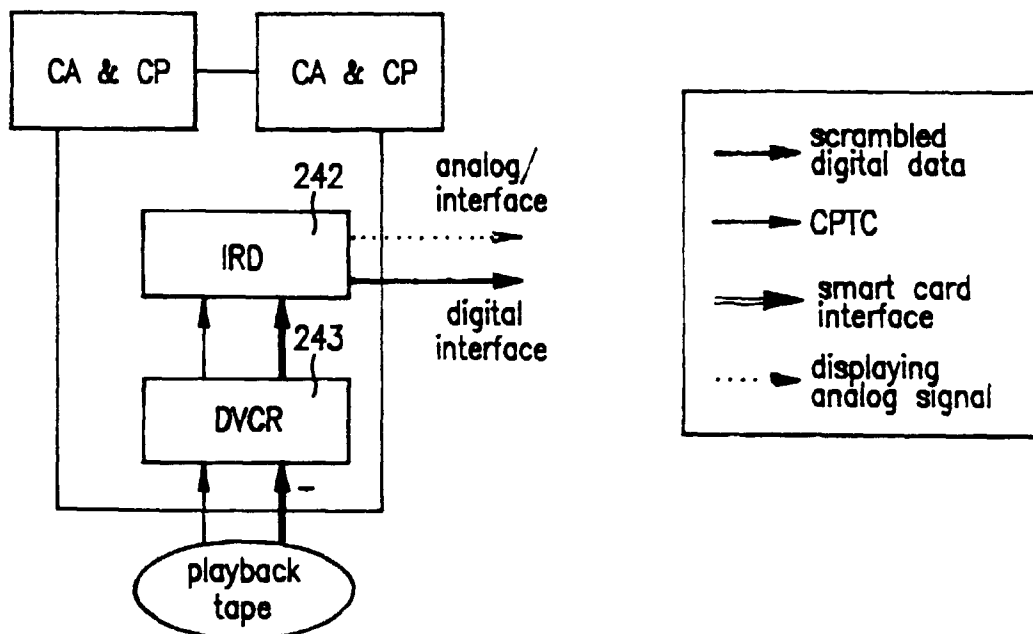 CA & CP
CA & CP
242
analog/
interface
IRD
digital
interface
243
DVCR
playback
tape
scrambled
digital data
CPTC
smart card
interface
displaying
analog signal